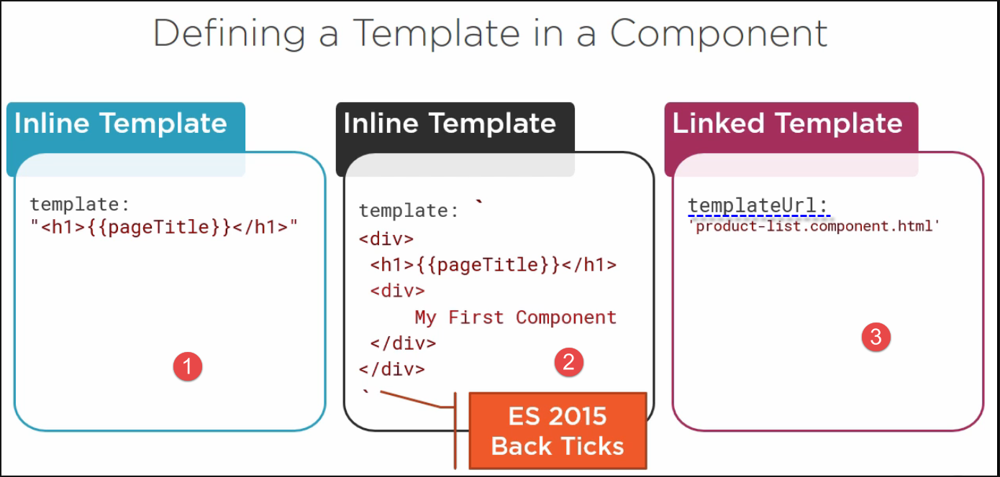 Defining a Template in a Component
Inline Template
template:
"<h1>{{pageTitle}}</h1>"
1
Inline Template
template: `
<div>
<h1>{{pageTitle}}</h1>
<div>
My First Component
</div>
</div>
`
2
ES 2015
Back Ticks
Linked Template
templateUrl:
'product-list.component.html'
3